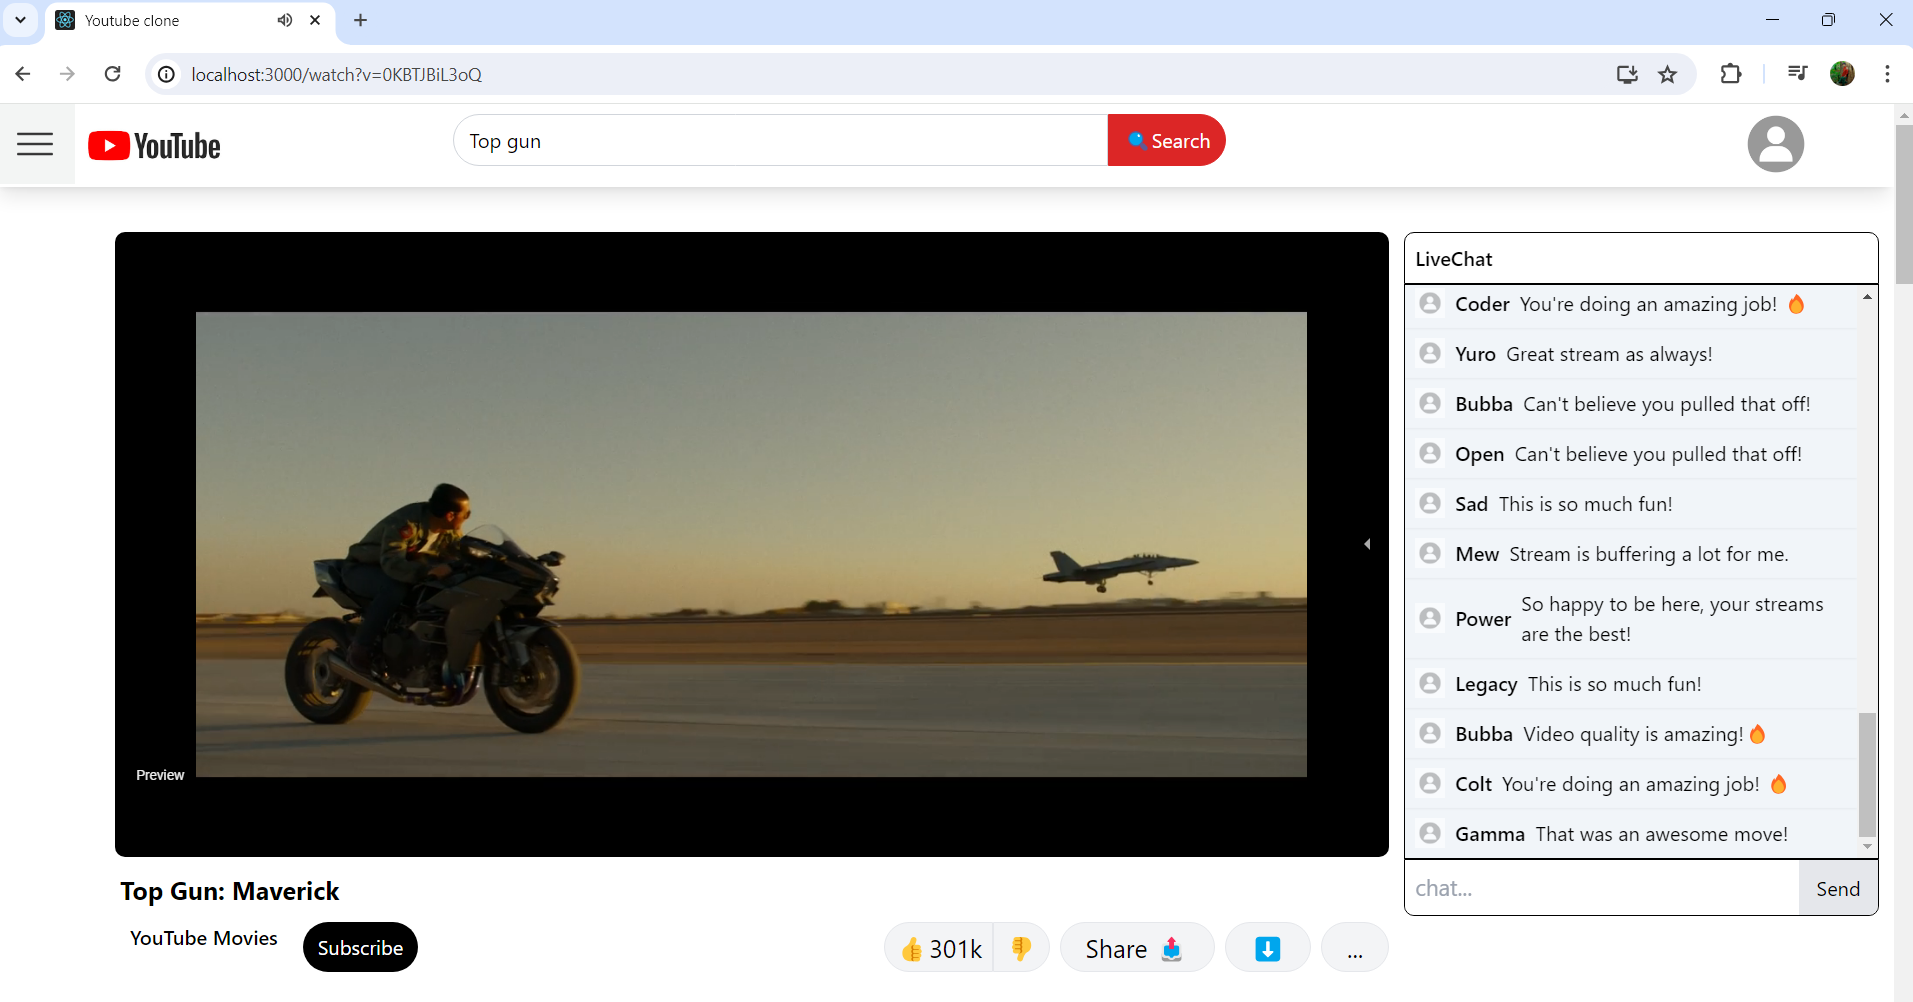 Youtube clone
localhost:3000/watch?v=0KBTJBiL3oQ
YouTube
Top gun
Search
LiveChat
Coder You're doing an amazing job! 🔥
Yuro Great stream as always!
Bubba Can't believe you pulled that off!
Open Can't believe you pulled that off!
Sad This is so much fun!
Mew Stream is buffering a lot for me.
Power So happy to be here, your streams
are the best!
Legacy This is so much fun!
Bubba Video quality is amazing!🔥
Colt You're doing an amazing job! 🔥
Gamma That was an awesome move!
chat...
Send
Preview
Top Gun: Maverick
YouTube Movies
Subscribe
👍 301k 👎
Share
...